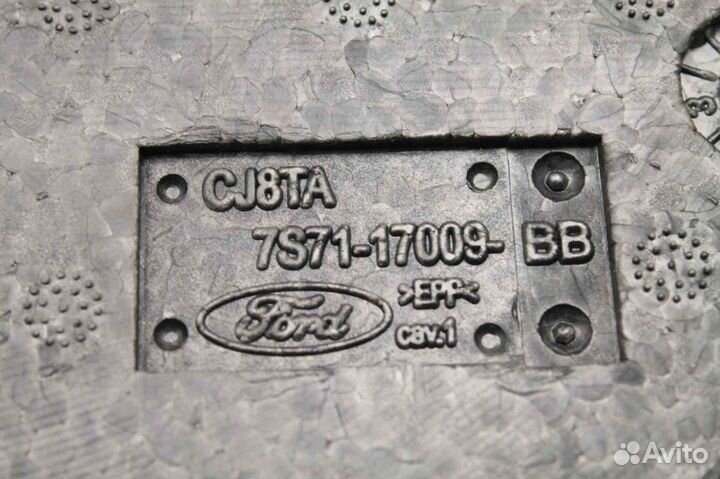 CJ8TA
7S71-17009-BB
Ford
>EPP<
cav.1
Avito